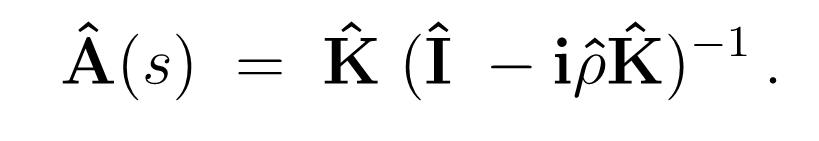 𝐀̂(s) = 𝐊̂ (𝐈̂ − 𝐢ρ̂𝐊̂)⁻¹ .